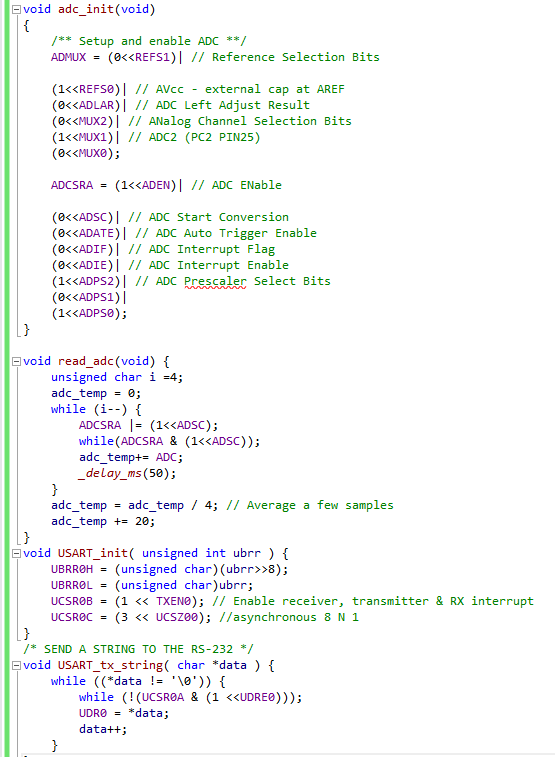 void adc_init(void)
{
/** Setup and enable ADC **/
ADMUX = (0<<REFS1)| // Reference Selection Bits
(1<<REFS0)| // AVcc - external cap at AREF
(0<<ADLAR)| // ADC Left Adjust Result
(0<<MUX2)| // ANalog Channel Selection Bits
(1<<MUX1)| // ADC2 (PC2 PIN25)
(0<<MUX0);
ADCSRA = (1<<ADEN)| // ADC ENable
(0<<ADSC)| // ADC Start Conversion
(0<<ADATE)| // ADC Auto Trigger Enable
(0<<ADIF)| // ADC Interrupt Flag
(0<<ADIE)| // ADC Interrupt Enable
(1<<ADPS2)| // ADC Prescaler Select Bits
(0<<ADPS1)|
(1<<ADPS0);
}
void read_adc(void) {
unsigned char i =4;
adc_temp = 0;
while (i--) {
ADCSRA |= (1<<ADSC);
while(ADCSRA & (1<<ADSC));
adc_temp+= ADC;
_delay_ms(50);
}
adc_temp = adc_temp / 4; // Average a few samples
adc_temp += 20;
}
void USART_init( unsigned int ubrr ) {
UBRR0H = (unsigned char)(ubrr>>8);
UBRR0L = (unsigned char)ubrr;
UCSR0B = (1 << TXEN0); // Enable receiver, transmitter & RX interrupt
UCSR0C = (3 << UCSZ00); //asynchronous 8 N 1
}
/* SEND A STRING TO THE RS-232 */
void USART_tx_string( char *data ) {
while ((*data != '\0')) {
while (!(UCSR0A & (1 <<UDRE0)));
UDR0 = *data;
data++;
}